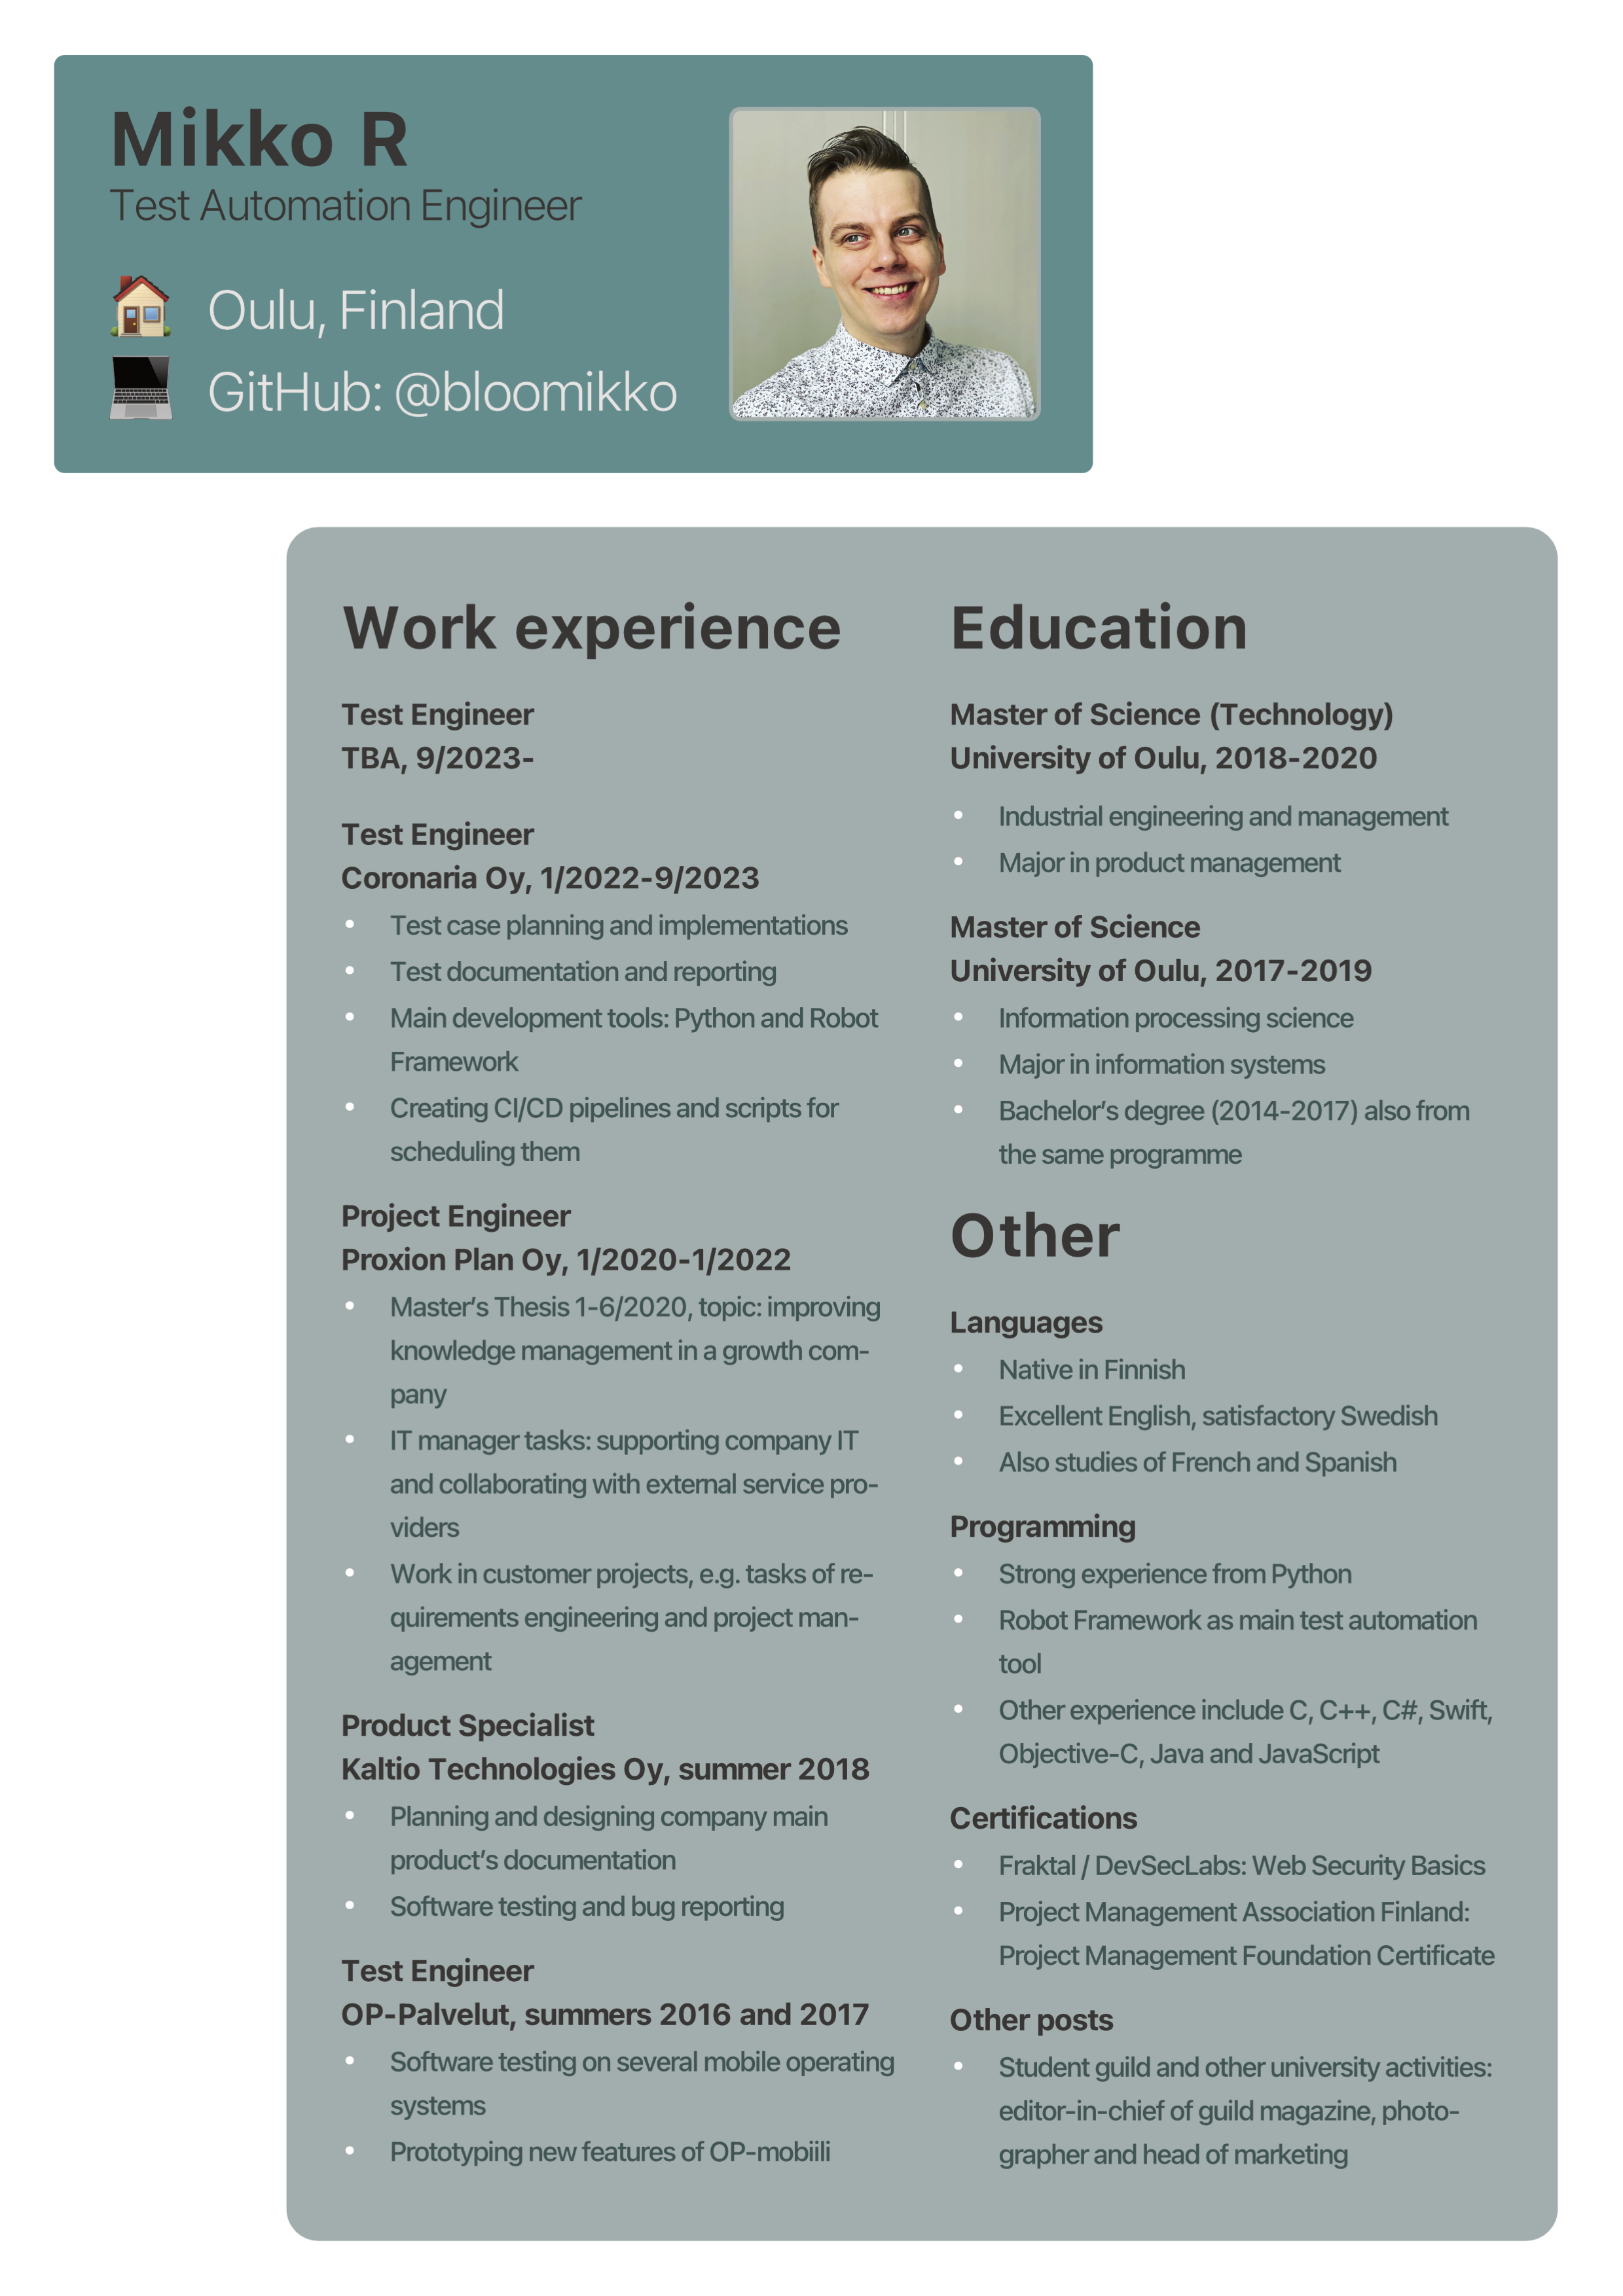 Mikko R
Test Automation Engineer
Oulu, Finland
GitHub: @bloomikko
Work experience
Test Engineer
TBA, 9/2023-
Test Engineer
Coronaria Oy, 1/2022-9/2023
• Test case planning and implementations
• Test documentation and reporting
• Main development tools: Python and Robot
Framework
• Creating CI/CD pipelines and scripts for
scheduling them
Project Engineer
Proxion Plan Oy, 1/2020-1/2022
• Master’s Thesis 1-6/2020, topic: improving
knowledge management in a growth com-
pany
• IT manager tasks: supporting company IT
and collaborating with external service pro-
viders
• Work in customer projects, e.g. tasks of re-
quirements engineering and project man-
agement
Product Specialist
Kaltio Technologies Oy, summer 2018
• Planning and designing company main
product’s documentation
• Software testing and bug reporting
Test Engineer
OP-Palvelut, summers 2016 and 2017
• Software testing on several mobile operating
systems
• Prototyping new features of OP-mobiili
Education
Master of Science (Technology)
University of Oulu, 2018-2020
• Industrial engineering and management
• Major in product management
Master of Science
University of Oulu, 2017-2019
• Information processing science
• Major in information systems
• Bachelor’s degree (2014-2017) also from
the same programme
Other
Languages
• Native in Finnish
• Excellent English, satisfactory Swedish
• Also studies of French and Spanish
Programming
• Strong experience from Python
• Robot Framework as main test automation
tool
• Other experience include C, C++, C#, Swift,
Objective-C, Java and JavaScript
Certifications
• Fraktal / DevSecLabs: Web Security Basics
• Project Management Association Finland:
Project Management Foundation Certificate
Other posts
• Student guild and other university activities:
editor-in-chief of guild magazine, photo-
grapher and head of marketing